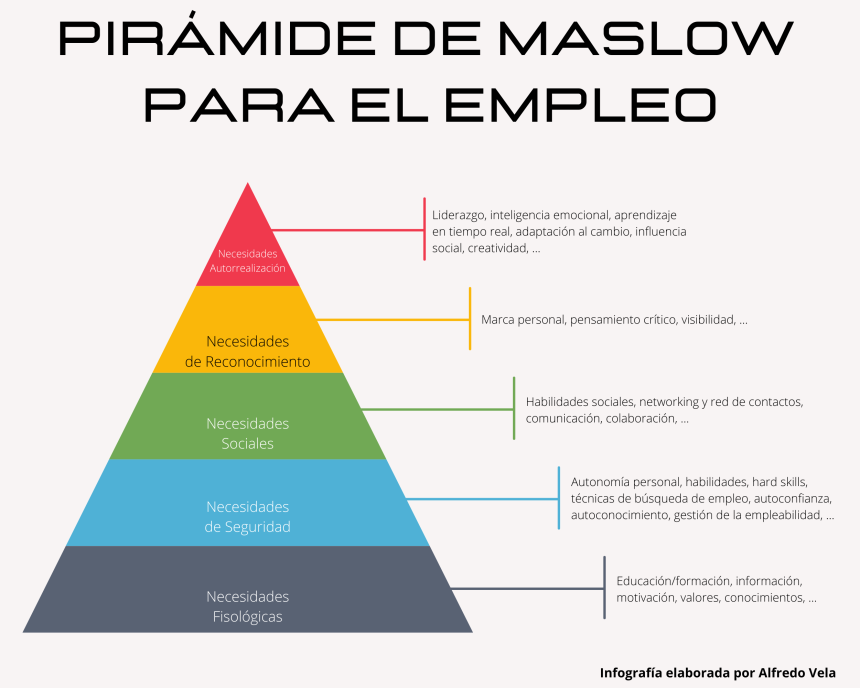 PIRÁMIDE DE MASLOW
PARA EL EMPLEO
Necesidades
Autorrealización
Liderazgo, inteligencia emocional, aprendizaje
en tiempo real, adaptación al cambio, influencia
social, creatividad, ...
Necesidades
de Reconocimiento
Marca personal, pensamiento crítico, visibilidad, ...
Necesidades
Sociales
Habilidades sociales, networking y red de contactos,
comunicación, colaboración, ...
Necesidades
de Seguridad
Autonomía personal, habilidades, hard skills,
técnicas de búsqueda de empleo, autoconfianza,
autoconocimiento, gestión de la empleabilidad, ...
Necesidades
Fisológicas
Educación/formación, información,
motivación, valores, conocimientos, ...
Infografía elaborada por Alfredo Vela